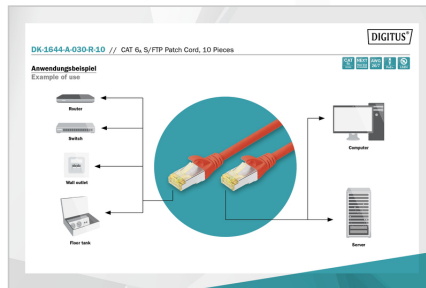 DIGITUS®
DK-1644-A-030-R-10 // CAT 6A S/FTP Patch Cord, 10 Pieces
Anwendungsbeispiel
Example of use
Router
Switch
Wall outlet
Floor tank
Computer
Server